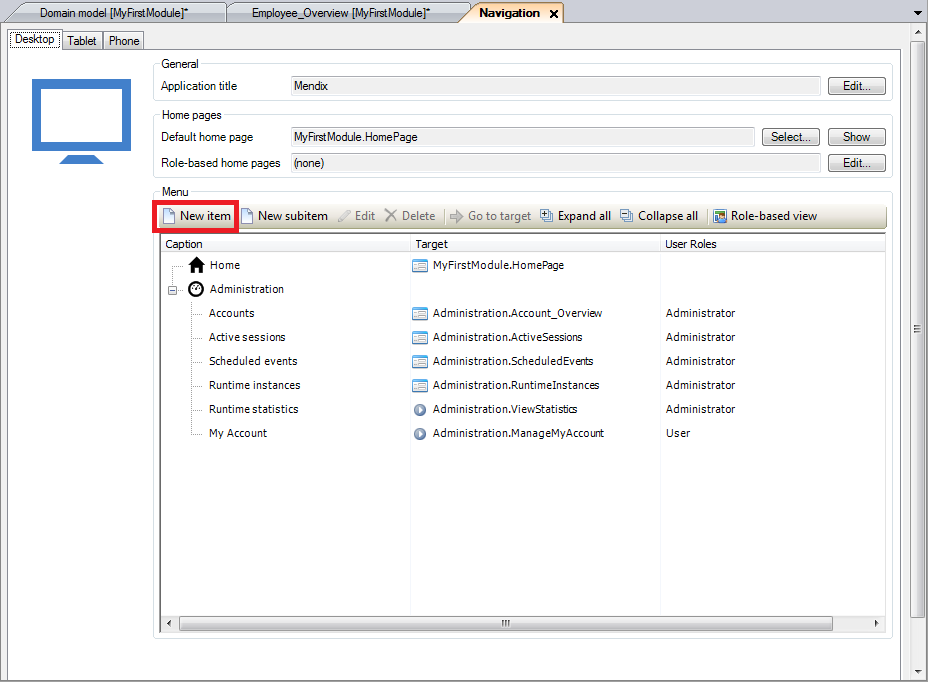 Domain model [MyFirstModule]* Employee_Overview [MyFirstModule]* Navigation
Desktop Tablet Phone
General
Application title Mendix Edit...
Home pages
Default home page MyFirstModule.HomePage Select... Show
Role-based home pages (none) Edit...
Menu
New item New subitem Edit Delete Go to target Expand all Collapse all Role-based view
Caption Target User Roles
Home MyFirstModule.HomePage
Administration
Accounts Administration.Account_Overview Administrator
Active sessions Administration.ActiveSessions Administrator
Scheduled events Administration.ScheduledEvents Administrator
Runtime instances Administration.RuntimeInstances Administrator
Runtime statistics Administration.ViewStatistics Administrator
My Account Administration.ManageMyAccount User